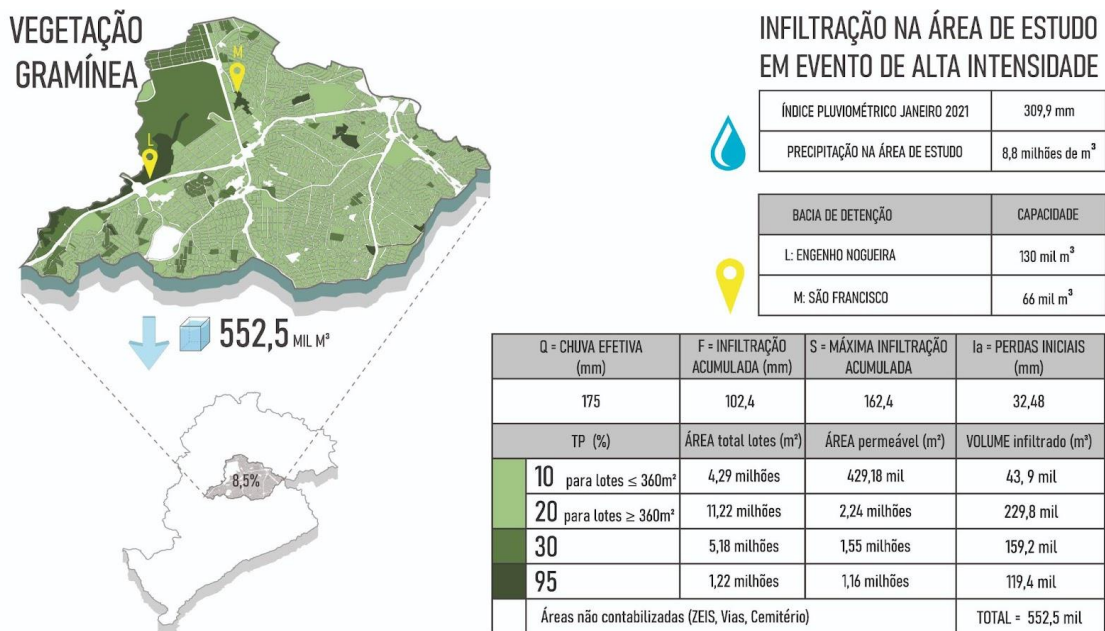 VEGETAÇÃO
GRAMÍNEA
M
L
552,5 MIL M³
8,5%
INFILTRAÇÃO NA ÁREA DE ESTUDO
EM EVENTO DE ALTA INTENSIDADE
ÍNDICE PLUVIOMÉTRICO JANEIRO 2021 309,9 mm
PRECIPITAÇÃO NA ÁREA DE ESTUDO 8,8 milhões de m³
BACIA DE DETENÇÃO CAPACIDADE
L: ENGENHO NOGUEIRA 130 mil m³
M: SÃO FRANCISCO 66 mil m³
Q = CHUVA EFETIVA (mm) F = INFILTRAÇÃO ACUMULADA (mm) S = MÁXIMA INFILTRAÇÃO ACUMULADA Ia = PERDAS INICIAIS (mm)
175 102,4 162,4 32,48
TP (%) ÁREA total lotes (m²) ÁREA permeável (m²) VOLUME infiltrado (m³)
10 para lotes ≤ 360m² 4,29 milhões 429,18 mil 43, 9 mil
20 para lotes ≥ 360m² 11,22 milhões 2,24 milhões 229,8 mil
30 5,18 milhões 1,55 milhões 159,2 mil
95 1,22 milhões 1,16 milhões 119,4 mil
Áreas não contabilizadas (ZEIS, Vias, Cemitério) TOTAL = 552,5 mil